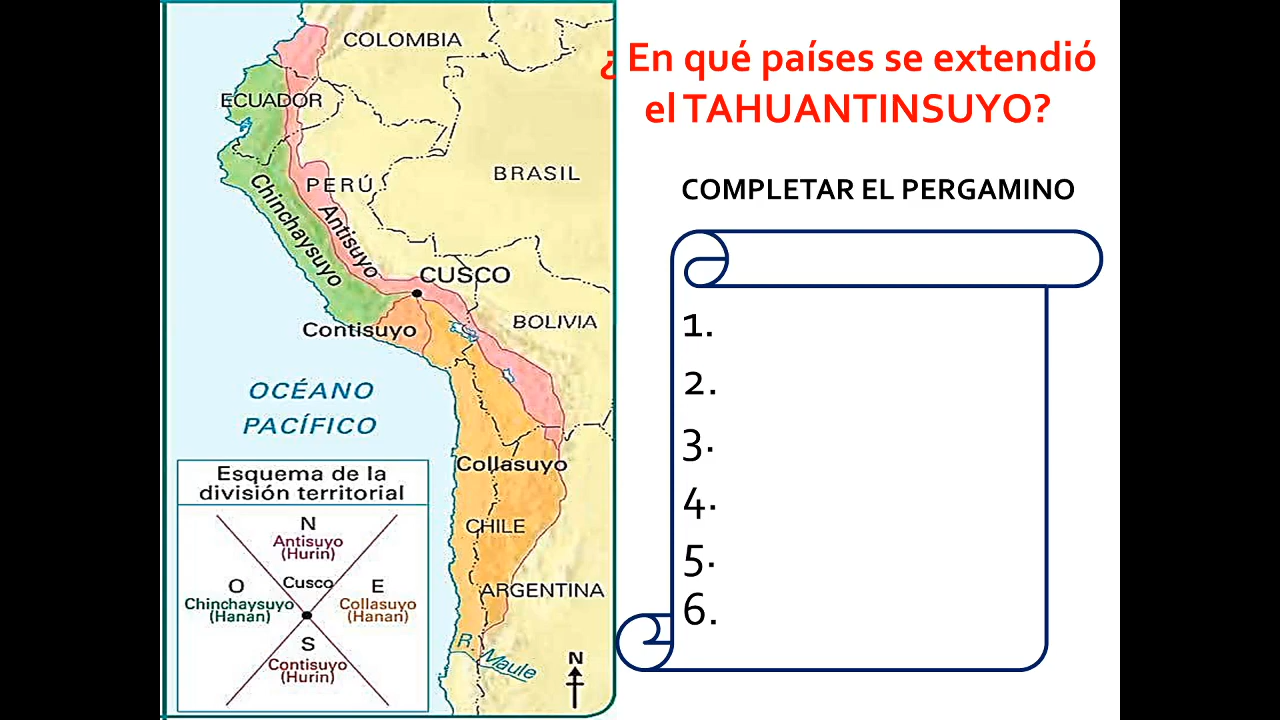 COLOMBIA
ECUADOR
BRASIL
PERÚ
Chinchaysuyo
Antisuyo
CUSCO
Contisuyo
BOLIVIA
OCÉANO
PACÍFICO
Collasuyo
CHILE
ARGENTINA
R. Maule
N
Esquema de la
división territorial
N
Antisuyo
(Hurin)
Cusco
O
Chinchaysuyo
(Hanan)
E
Collasuyo
(Hanan)
S
Contisuyo
(Hurin)
¿En qué países se extendió
el TAHUANTINSUYO?
COMPLETAR EL PERGAMINO
1.
2.
3.
4.
5.
6.